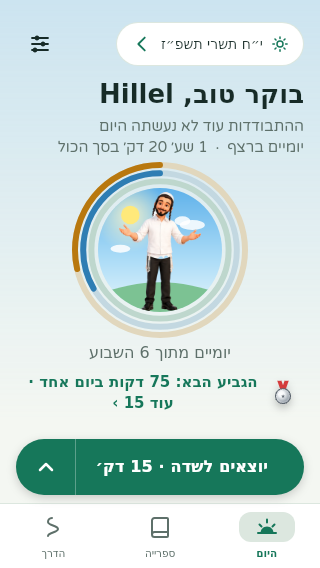 י״ח תשרי תשפ״ז
בוקר טוב, Hillel
ההתבודדות עוד לא נעשתה היום
יומיים ברצף · 1 שע׳ 20 דק׳ בסך הכול
יומיים מתוך 6 השבוע
הגביע הבא: 75 דקות ביום אחד ·
עוד 15 ›
יוצאים לשדה · 15 דק׳
היום
ספרייה
הדרך